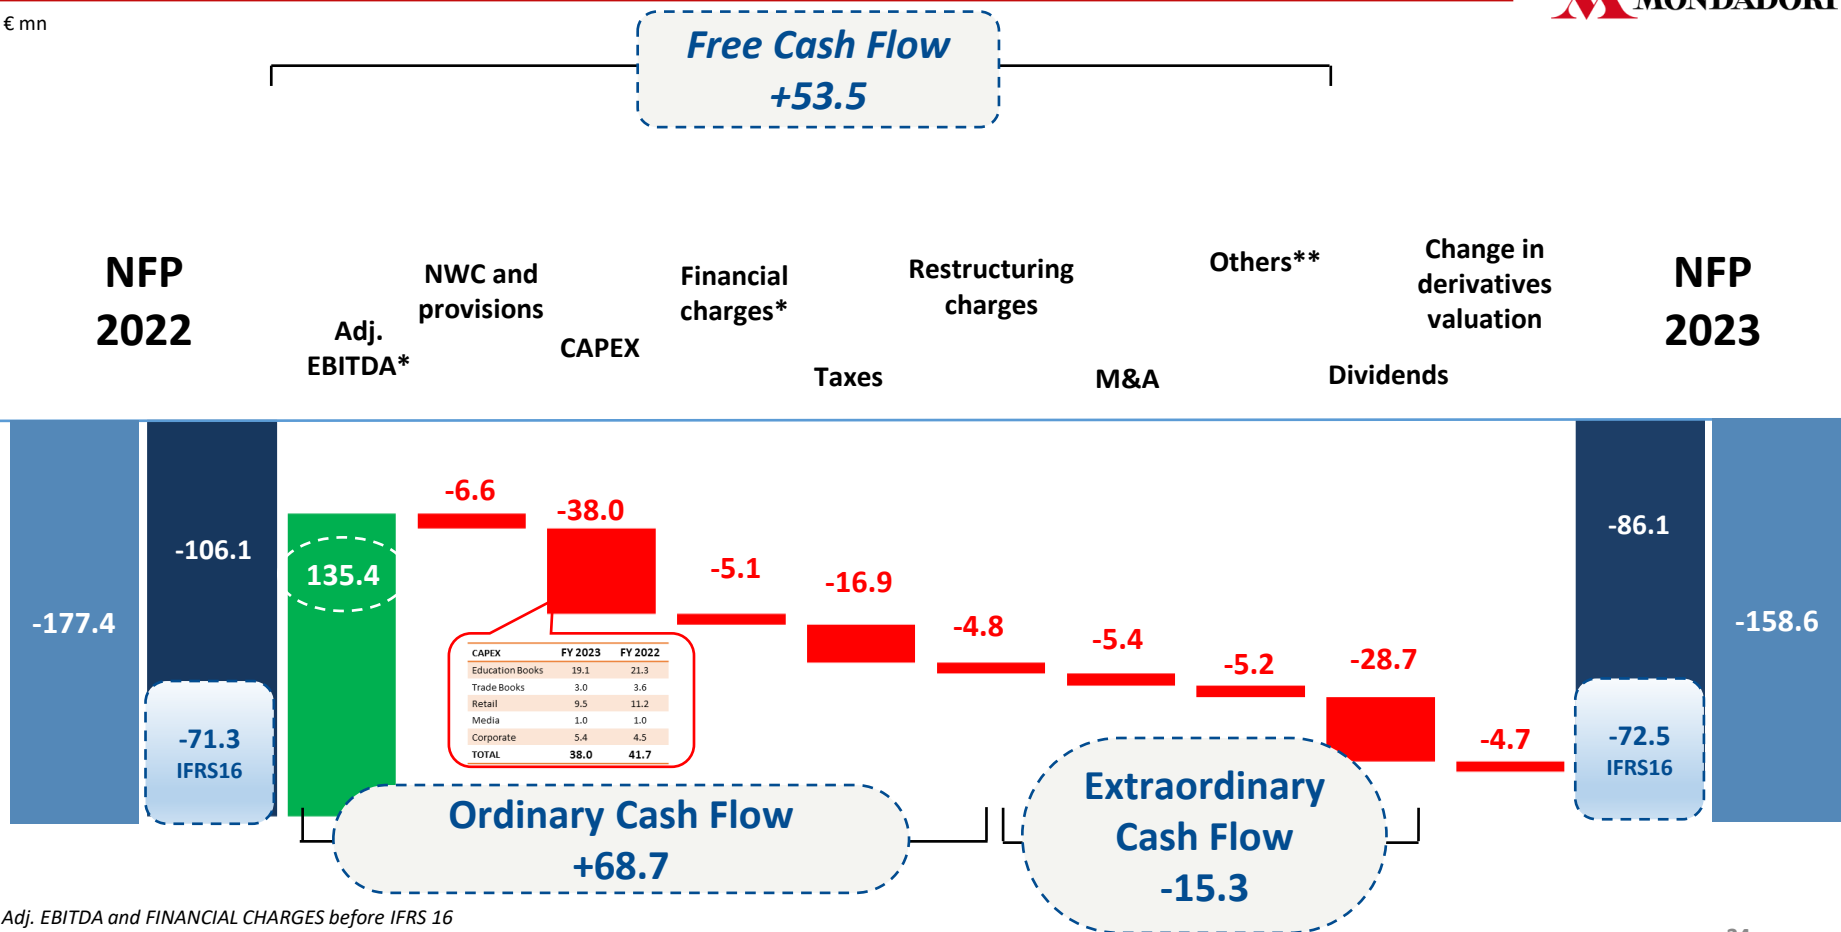 MONDADORI
€ mn
Free Cash Flow
+53.5
NFP
2022
Adj.
EBITDA*
NWC and
provisions
CAPEX
Financial
charges*
Taxes
Restructuring
charges
M&A
Others**
Dividends
Change in
derivatives
valuation
NFP
2023
-177.4
-106.1
-71.3
IFRS16
135.4
-6.6
-38.0
-5.1
-16.9
-4.8
-5.4
-5.2
-28.7
-4.7
-86.1
-72.5
IFRS16
-158.6
CAPEX FY 2023 FY 2022
Education Books 19.1 21.3
Trade Books 3.0 3.6
Retail 9.5 11.2
Media 1.0 1.0
Corporate 5.4 4.5
TOTAL 38.0 41.7
Ordinary Cash Flow
+68.7
Extraordinary
Cash Flow
-15.3
Adj. EBITDA and FINANCIAL CHARGES before IFRS 16